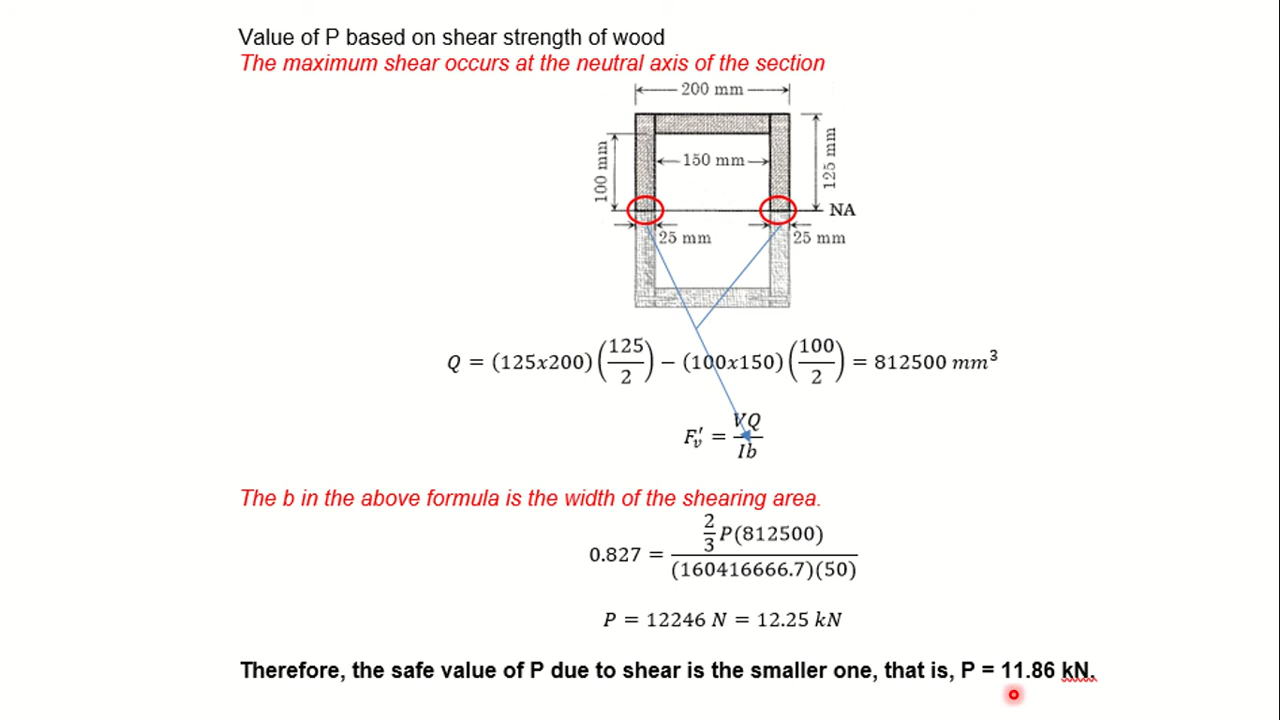 Value of P based on shear strength of wood
The maximum shear occurs at the neutral axis of the section
200 mm
100 mm
150 mm
125 mm
NA
25 mm
25 mm
Q = (125x200)(125/2) − (100x150)(100/2) = 812500 mm³
F′ᵥ = VQ/Ib
The b in the above formula is the width of the shearing area.
0.827 = 2/3 P(812500)/(160416666.7)(50)
P = 12246 N = 12.25 kN
Therefore, the safe value of P due to shear is the smaller one, that is, P = 11.86 kN.